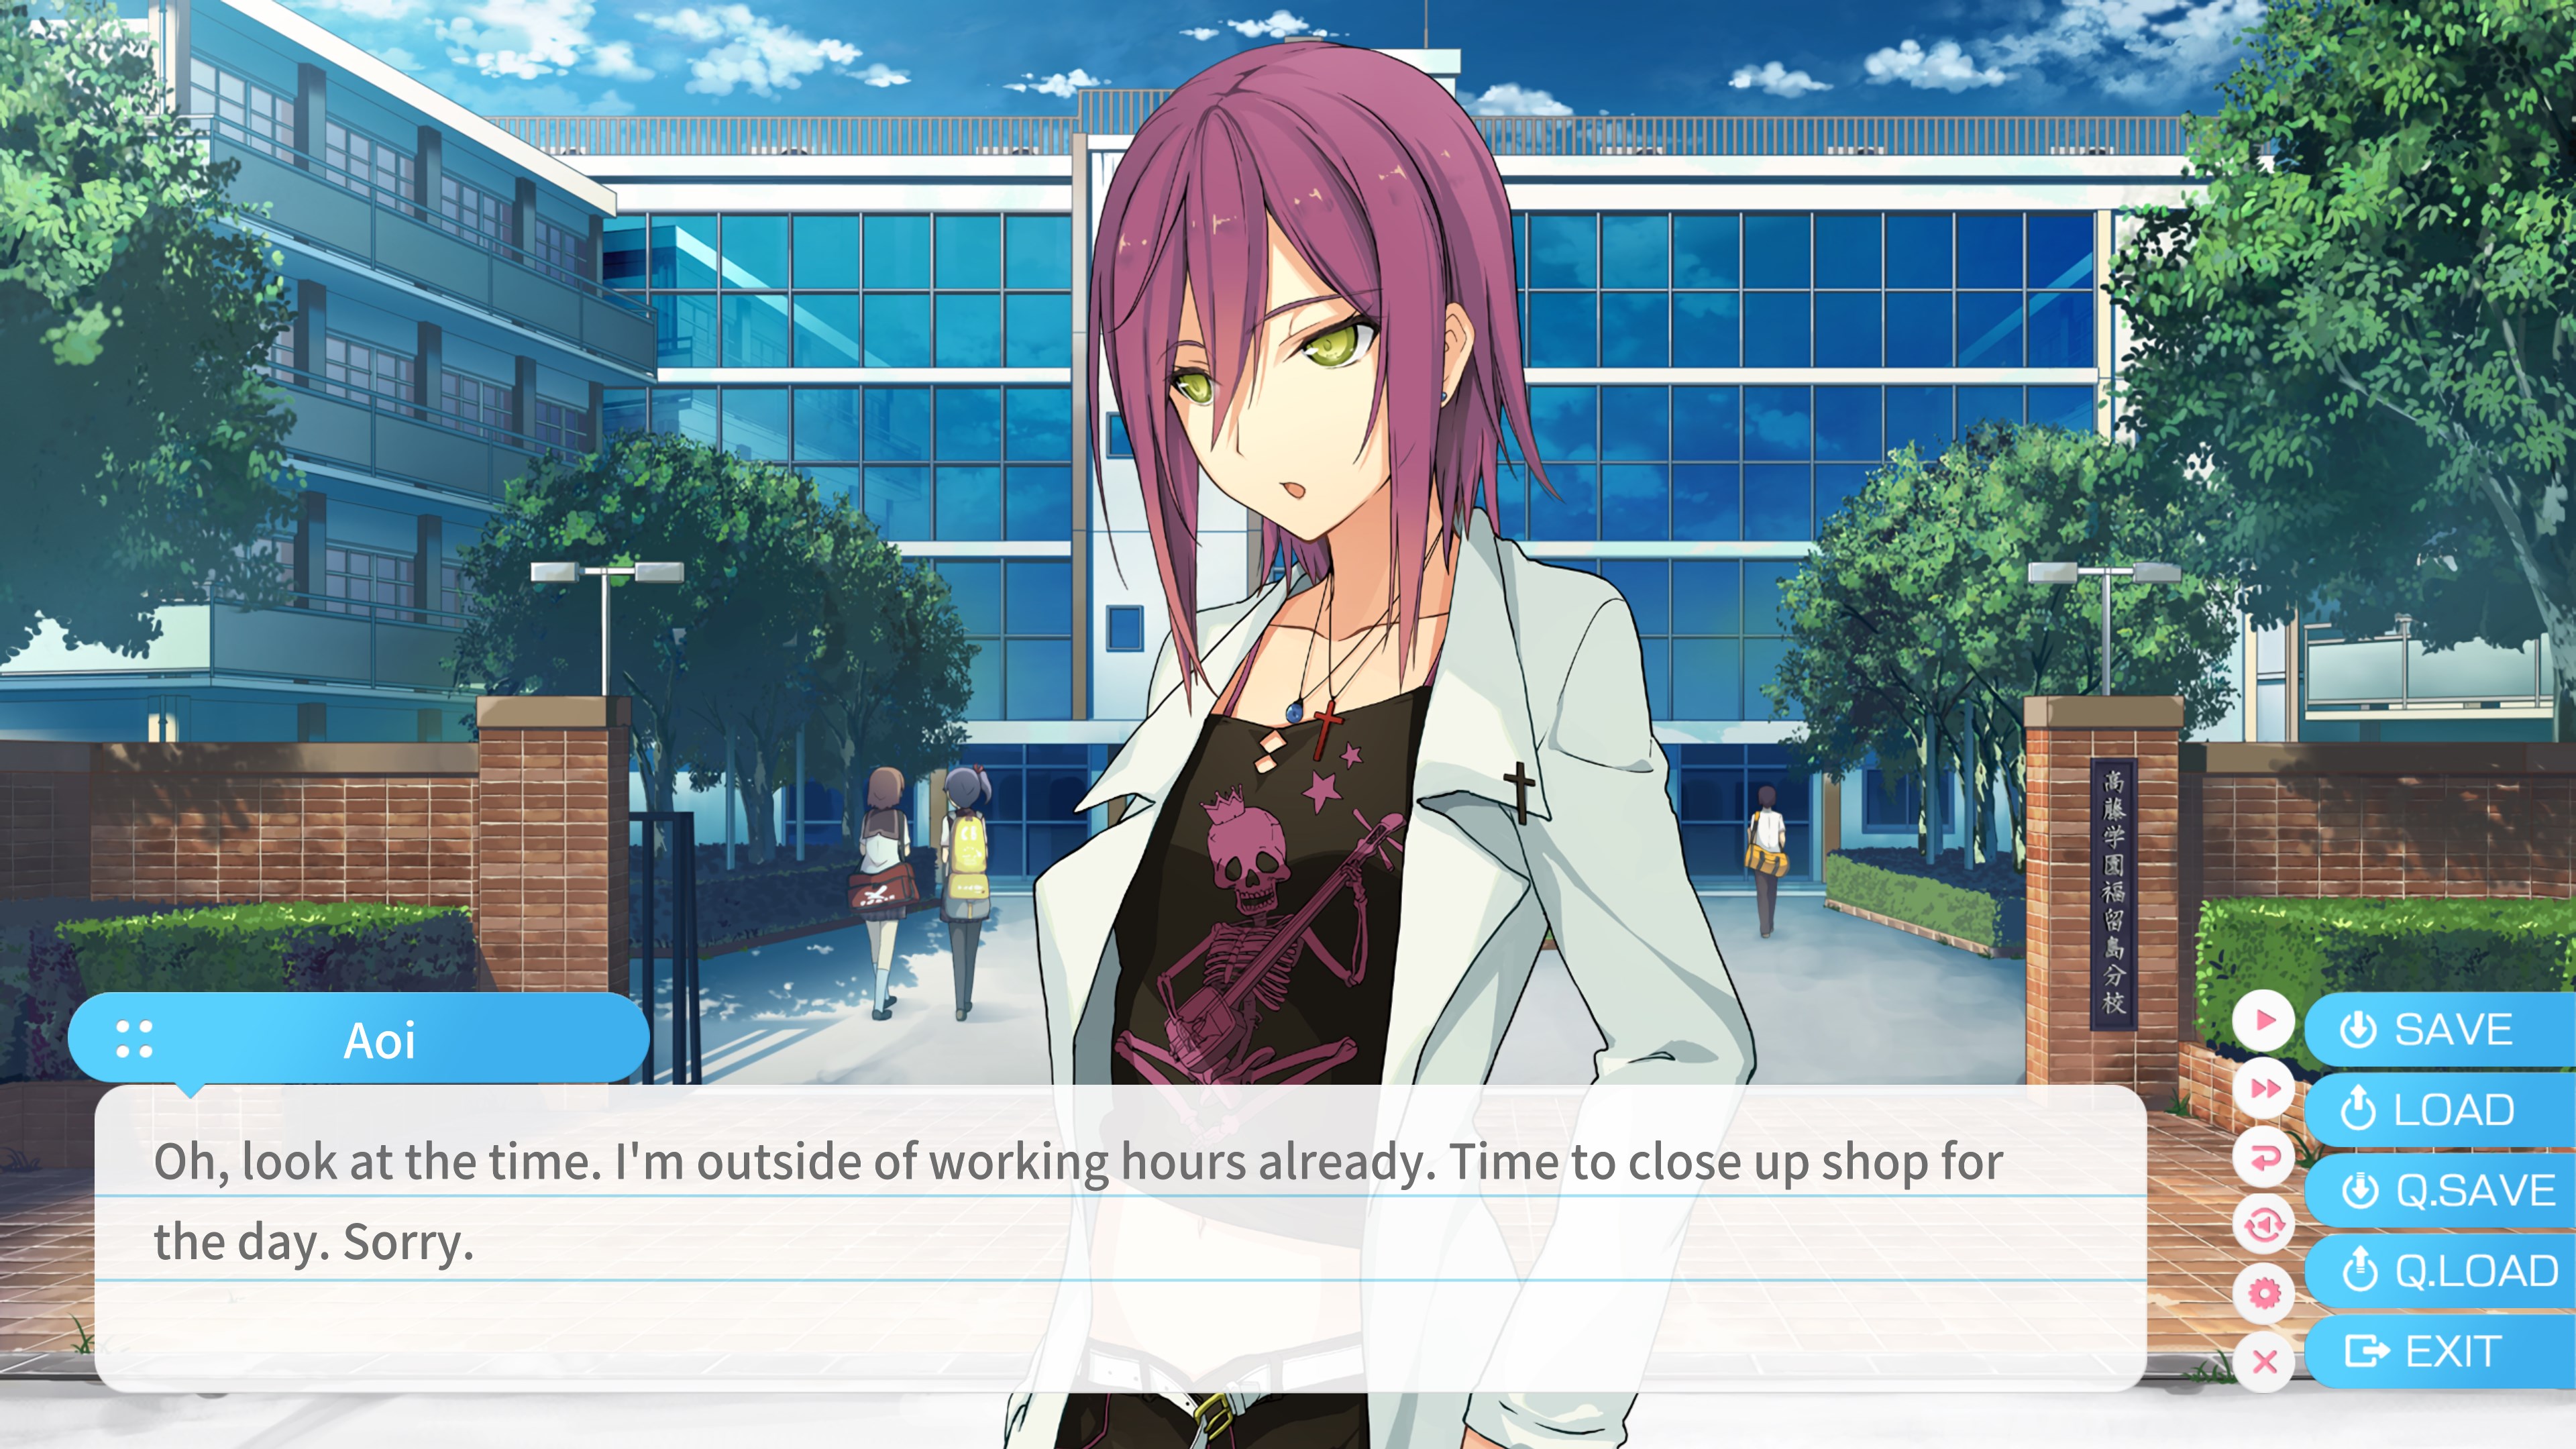 高藤学園福留島分校
Aoi
Oh, look at the time. I'm outside of working hours already. Time to close up shop for
the day. Sorry.
SAVE
LOAD
Q.SAVE
Q.LOAD
EXIT